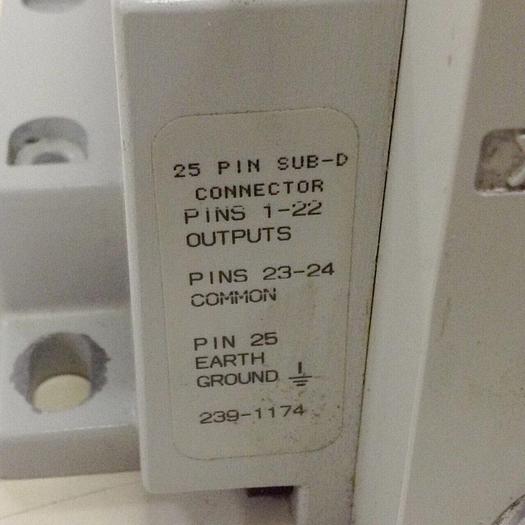 25 PIN SUB-D
CONNECTOR
PINS 1-22
OUTPUTS
PINS 23-24
COMMON
PIN 25
EARTH
GROUND
239-1174